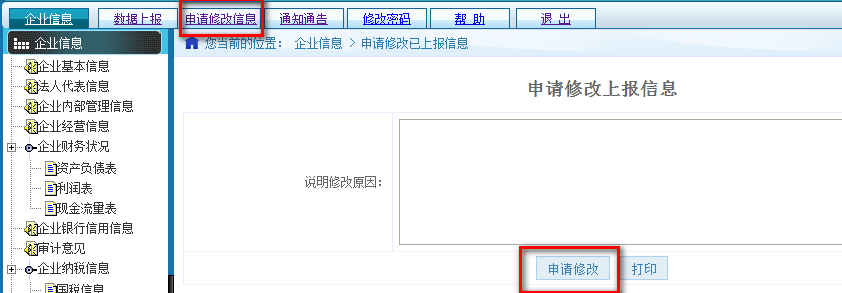 企业信息 数据上报 申请修改信息 通知通告 修改密码 帮 助 退 出
企业信息
您当前的位置： 企业信息 > 申请修改已上报信息
企业基本信息
法人代表信息
企业内部管理信息
企业经营信息
企业财务状况
资产负债表
利润表
现金流量表
企业银行信用信息
审计意见
企业纳税信息
国税信息
申请修改上报信息
说明修改原因：
申请修改 打印